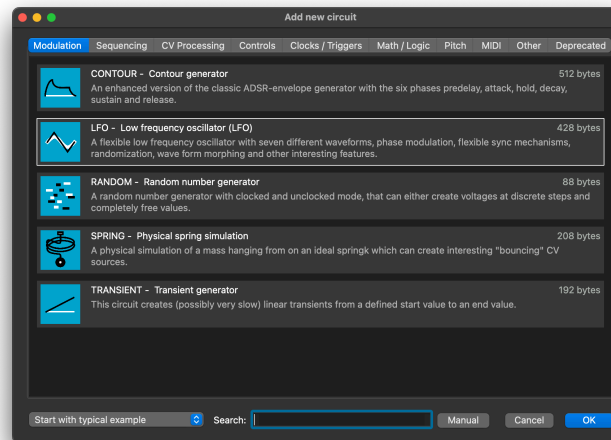 Add new circuit
Modulation Sequencing CV Processing Controls Clocks / Triggers Math / Logic Pitch MIDI Other Deprecated
CONTOUR - Contour generator 512 bytes
An enhanced version of the classic ADSR-envelope generator with the six phases predelay, attack, hold, decay,
sustain and release.
LFO - Low frequency oscillator (LFO) 428 bytes
A flexible low frequency oscillator with seven different waveforms, phase modulation, flexible sync mechanisms,
randomization, wave form morphing and other interesting features.
RANDOM - Random number generator 88 bytes
A random number generator with clocked and unclocked mode, that can either create voltages at discrete steps and
completely free values.
SPRING - Physical spring simulation 208 bytes
A physical simulation of a mass hanging from on an ideal springk which can create interesting "bouncing" CV
sources.
TRANSIENT - Transient generator 192 bytes
This circuit creates (possibly very slow) linear transients from a defined start value to an end value.
Start with typical example Search: Manual Cancel OK